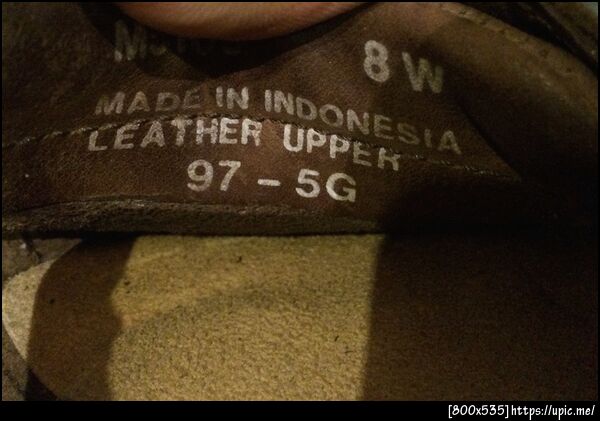 8 W
MADE IN INDONESIA
LEATHER UPPER
97 - 5G
[800x535]https://upic.me/